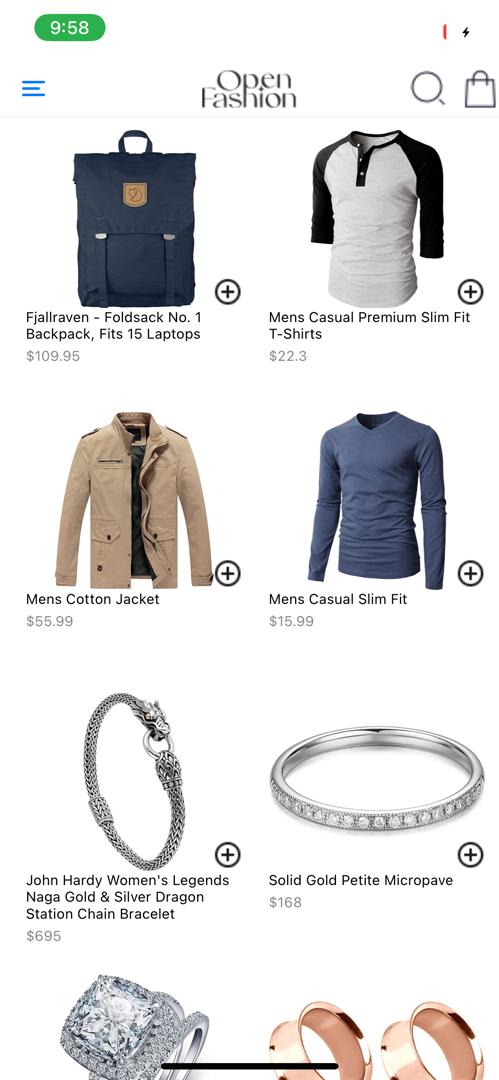 9:58
Open
Fashion
Fjallraven - Foldsack No. 1
Backpack, Fits 15 Laptops
$109.95
Mens Casual Premium Slim Fit
T-Shirts
$22.3
Mens Cotton Jacket
$55.99
Mens Casual Slim Fit
$15.99
John Hardy Women's Legends
Naga Gold & Silver Dragon
Station Chain Bracelet
$695
Solid Gold Petite Micropave
$168